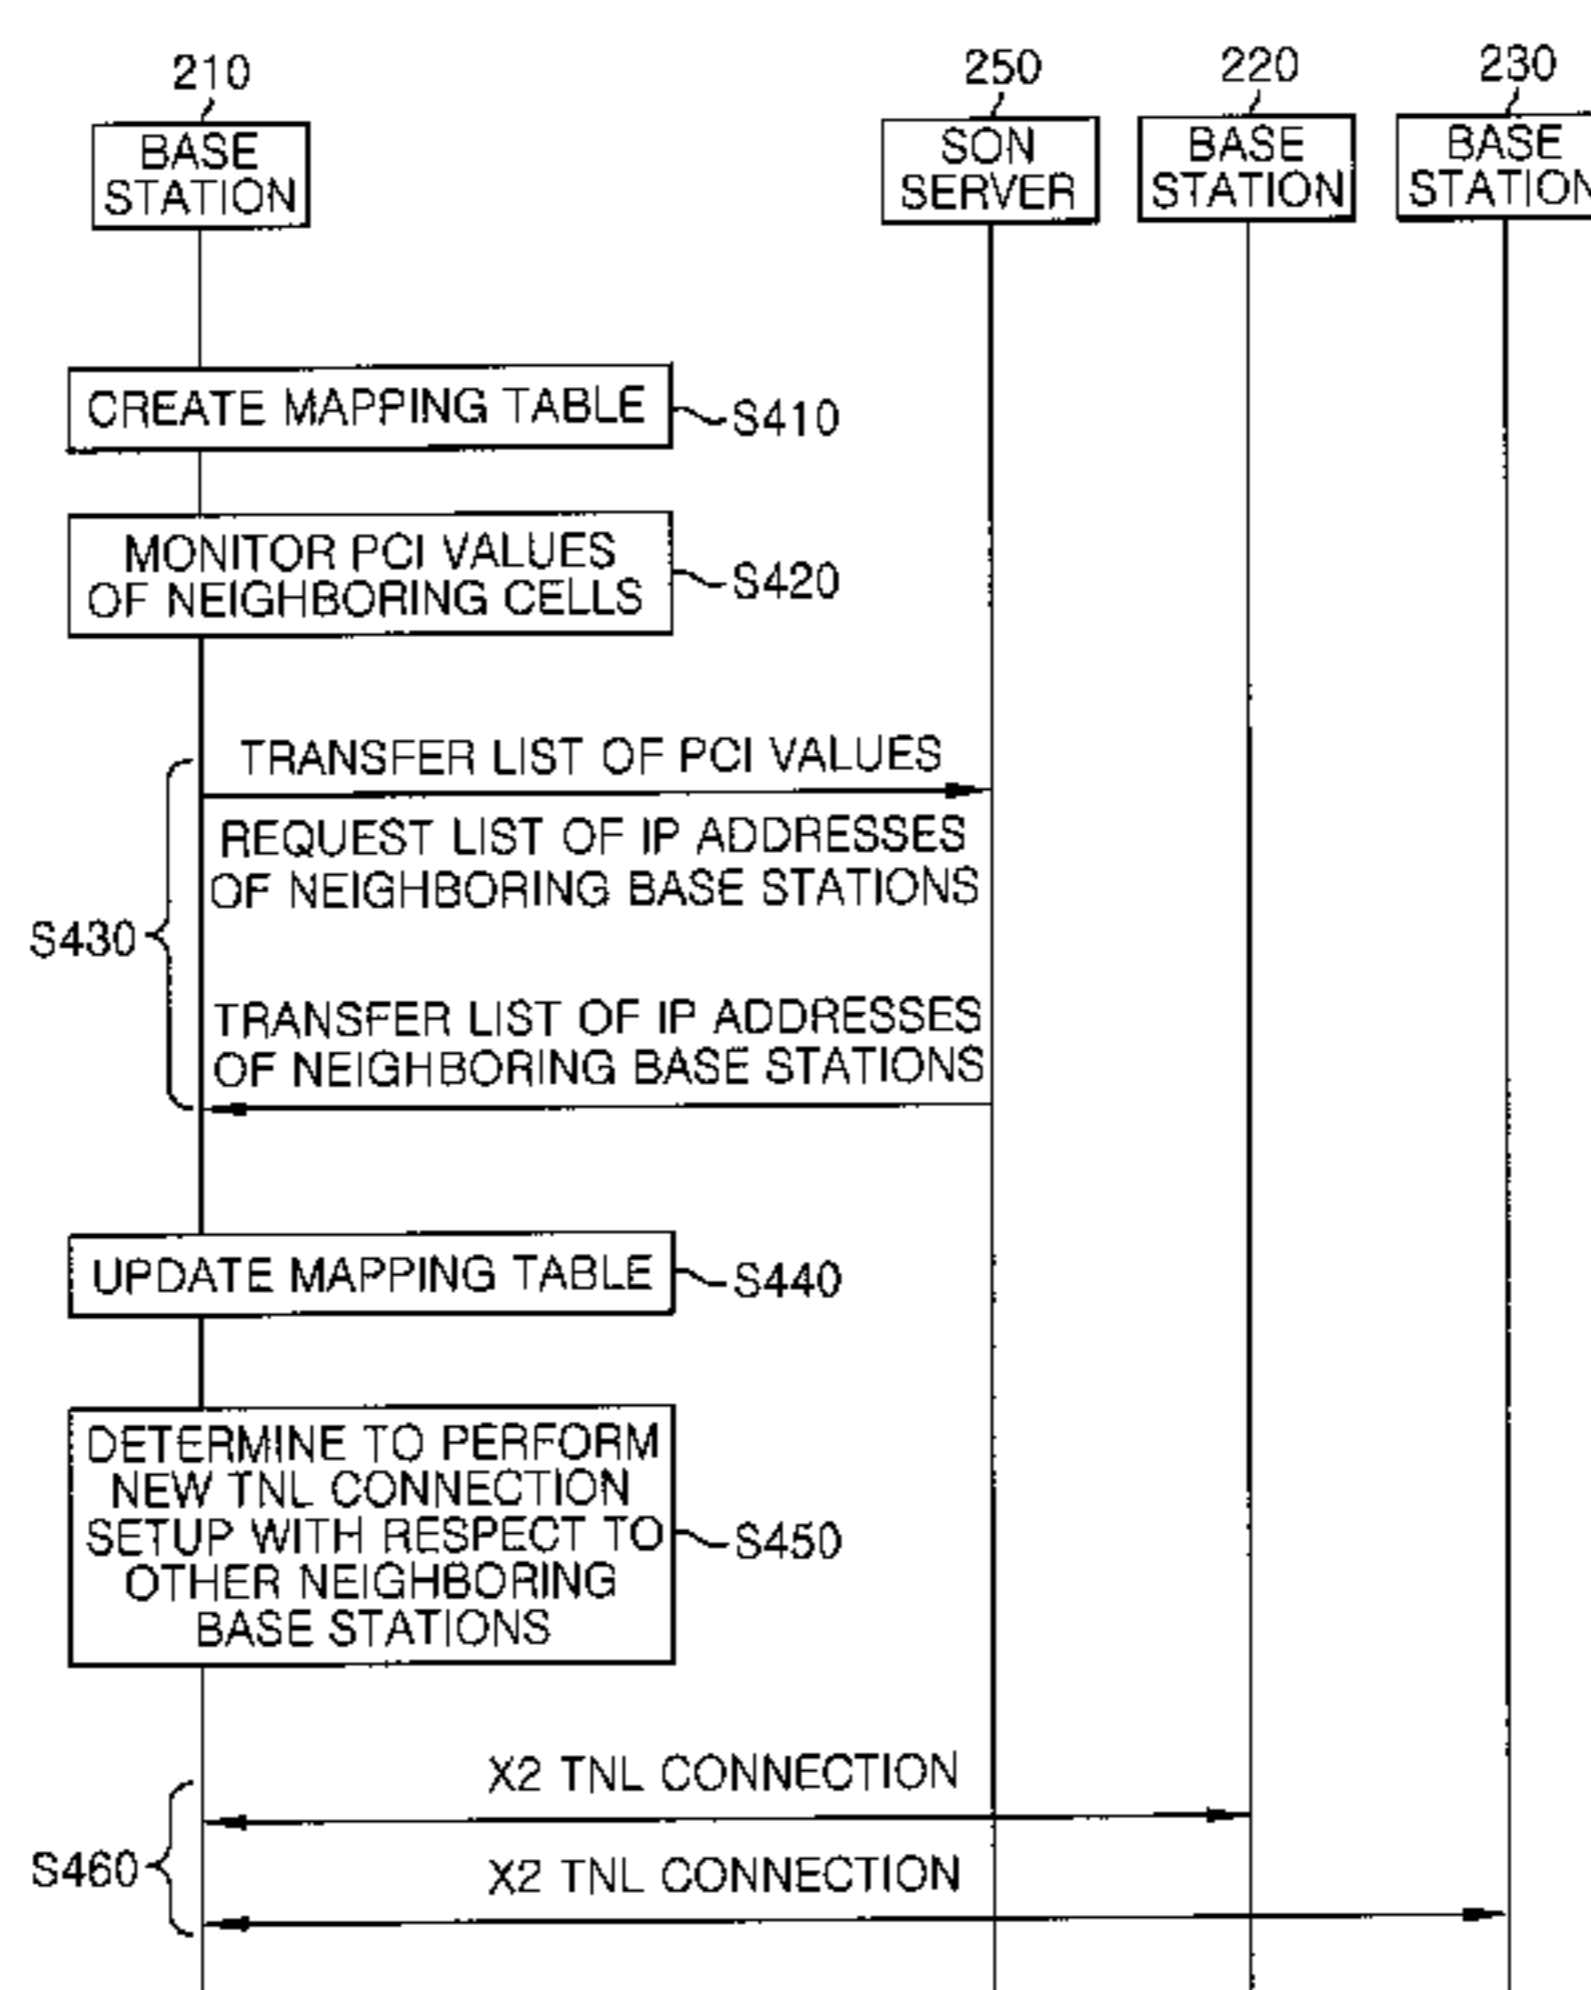 210
250
220
230
BASE
STATION
SON
SERVER
BASE
STATION
BASE
STATION
CREATE MAPPING TABLE
S410
MONITOR PCI VALUES
OF NEIGHBORING CELLS
S420
TRANSFER LIST OF PCI VALUES
REQUEST LIST OF IP ADDRESSES
OF NEIGHBORING BASE STATIONS
S430
TRANSFER LIST OF IP ADDRESSES
OF NEIGHBORING BASE STATIONS
UPDATE MAPPING TABLE
S440
DETERMINE TO PERFORM
NEW TNL CONNECTION
SETUP WITH RESPECT TO
OTHER NEIGHBORING
BASE STATIONS
S450
X2 TNL CONNECTION
S460
X2 TNL CONNECTION